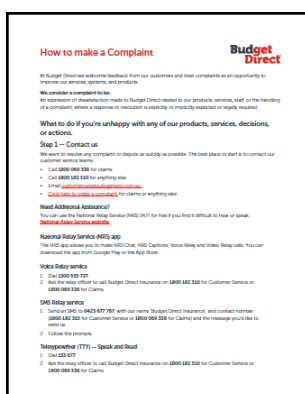 How to make a Complaint
Budget
Direct
At Budget Direct we welcome feedback from our customers and treat complaints as an opportunity to
improve our services, systems, and products.
We consider a complaint to be:
An expression of dissatisfaction made to Budget Direct related to our products, services, staff, or the handling
of a complaint, where a response or resolution is explicitly or implicitly expected or legally required.
What to do if you're unhappy with any of our products, services, decisions,
or actions.
Step 1 — Contact us
We want to resolve any complaint or dispute as quickly as possible. The best place to start is to contact our
customer service teams:
• Call 1800 069 336 for claims
• Call 1800 182 310 for anything else
• Email
• Click here to lodge a complaint for claims or anything else
Need Additional Assistance?
You can use the National Relay Service (NRS) 24/7 for free if you find it difficult to hear or speak.
National Relay Service website.
National Relay Service (NRS) app
The NRS app allows you to make NRS Chat, NRS Captions, Voice Relay and Video Relay calls. You can
download the app from Google Play or the App Store.
Voice Relay service
1. Dial 1300 555 727
2. Ask the relay officer to call Budget Direct Insurance on 1800 182 310 for Customer Service or
1800 069 336 for Claims.
SMS Relay service
1. Send an SMS to 0423 677 767, with our name 'Budget Direct Insurance', and contact number
(1800 182 310 for Customer Service or 1800 069 336 for Claims) and the message you'd like to
send us.
2. Follow the prompts.
Teletypewriter (TTY) — Speak and Read
1. Dial 133 677
2. Ask the relay officer to call Budget Direct Insurance on 1800 182 310 for Customer Service or
1800 069 336 for Claims.